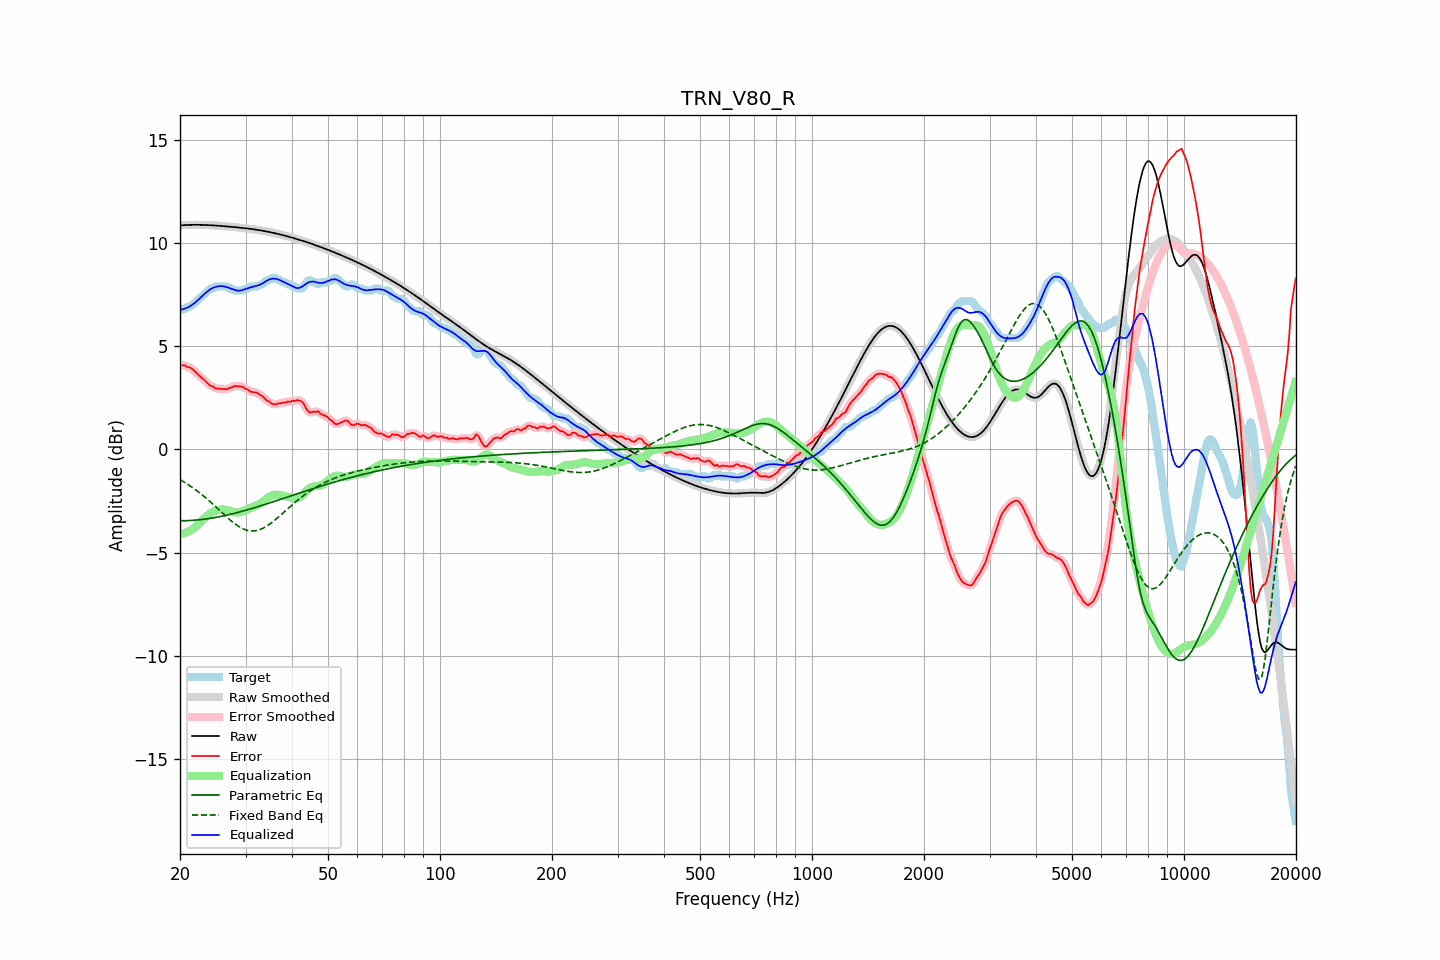 TRN_V80_R
Amplitude (dBr)
15
10
5
0
−5
−10
−15
Target
Raw Smoothed
Error Smoothed
Raw
Error
Equalization
Parametric Eq
Fixed Band Eq
Equalized
20 50 100 200 500 1000 2000 5000 10000 20000
Frequency (Hz)